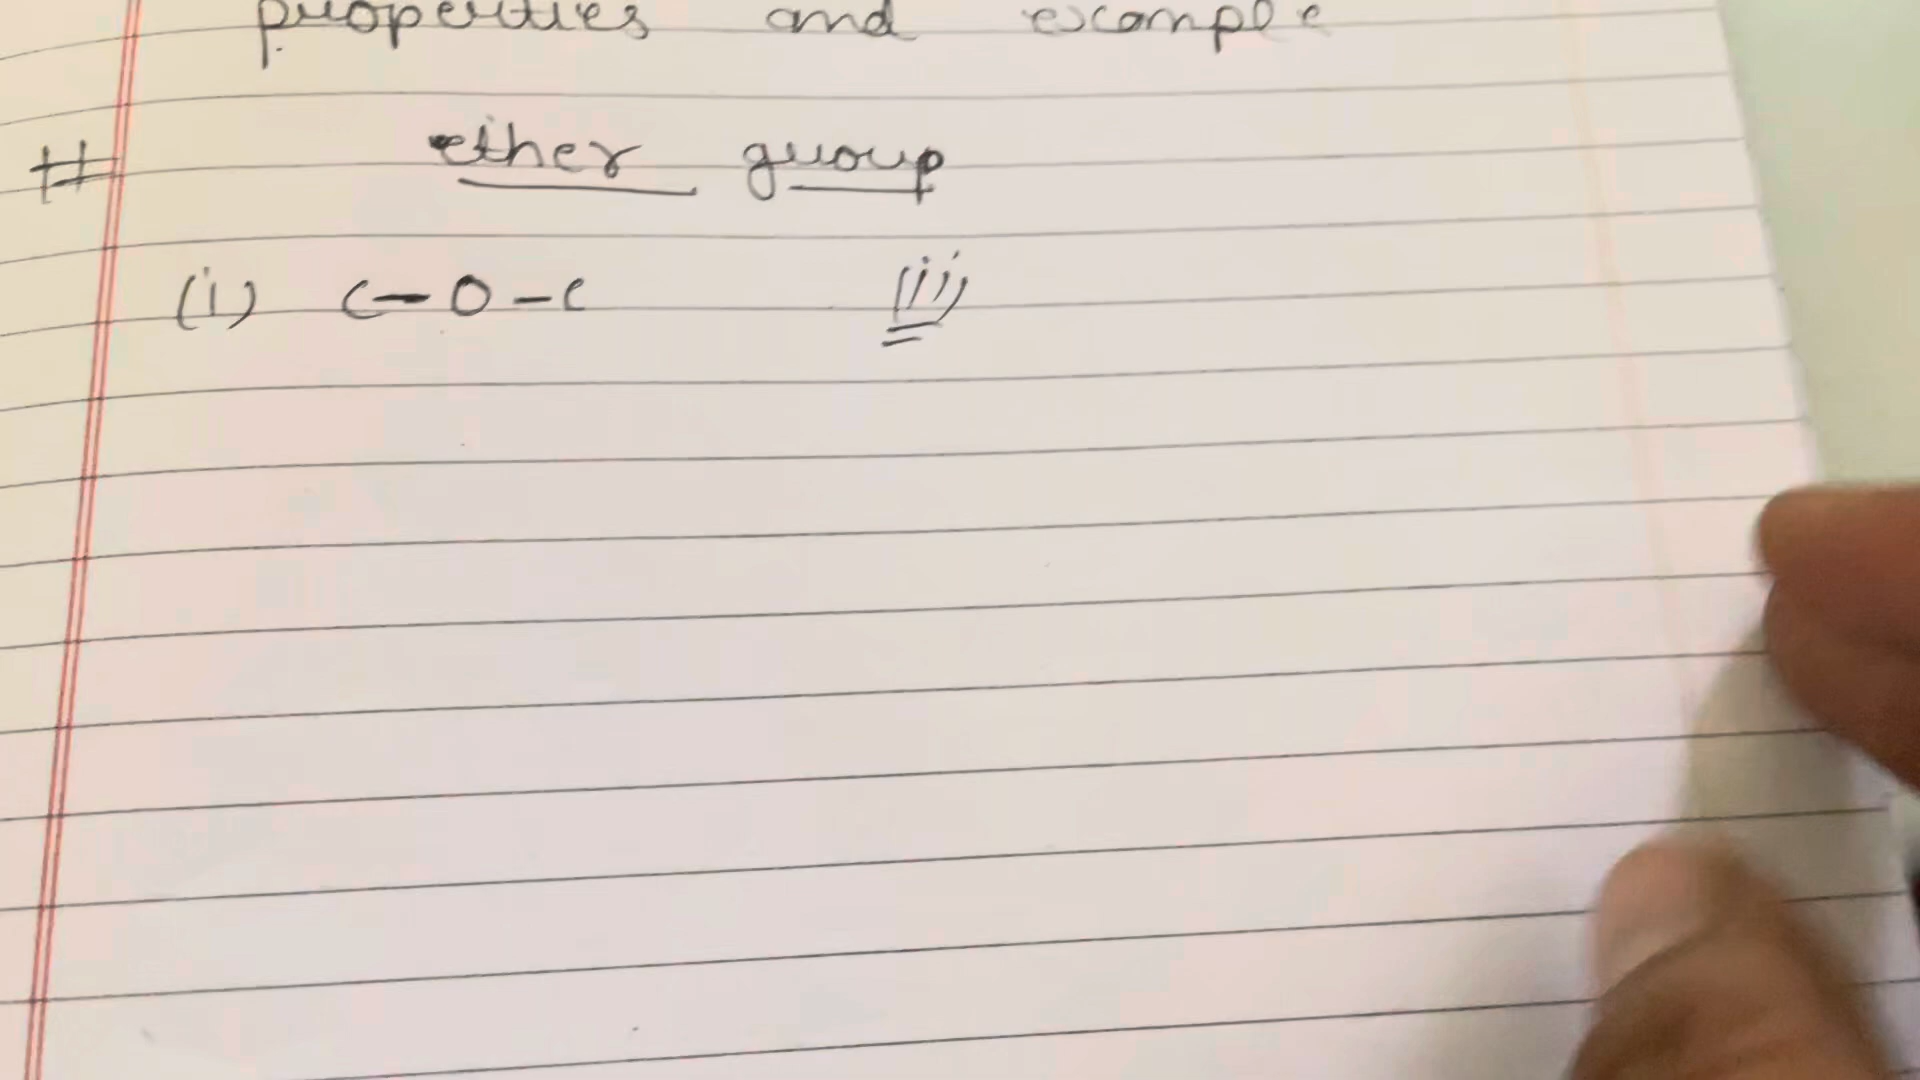 properties and example
# ether group
(i) C-O-C (ii)